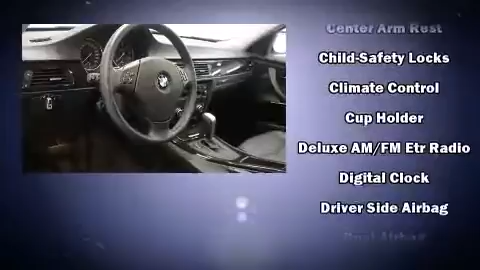 Center Arm Rest
Child-Safety Locks
Climate Control
Cup Holder
Deluxe AM/FM Etr Radio
Digital Clock
Driver Side Airbag